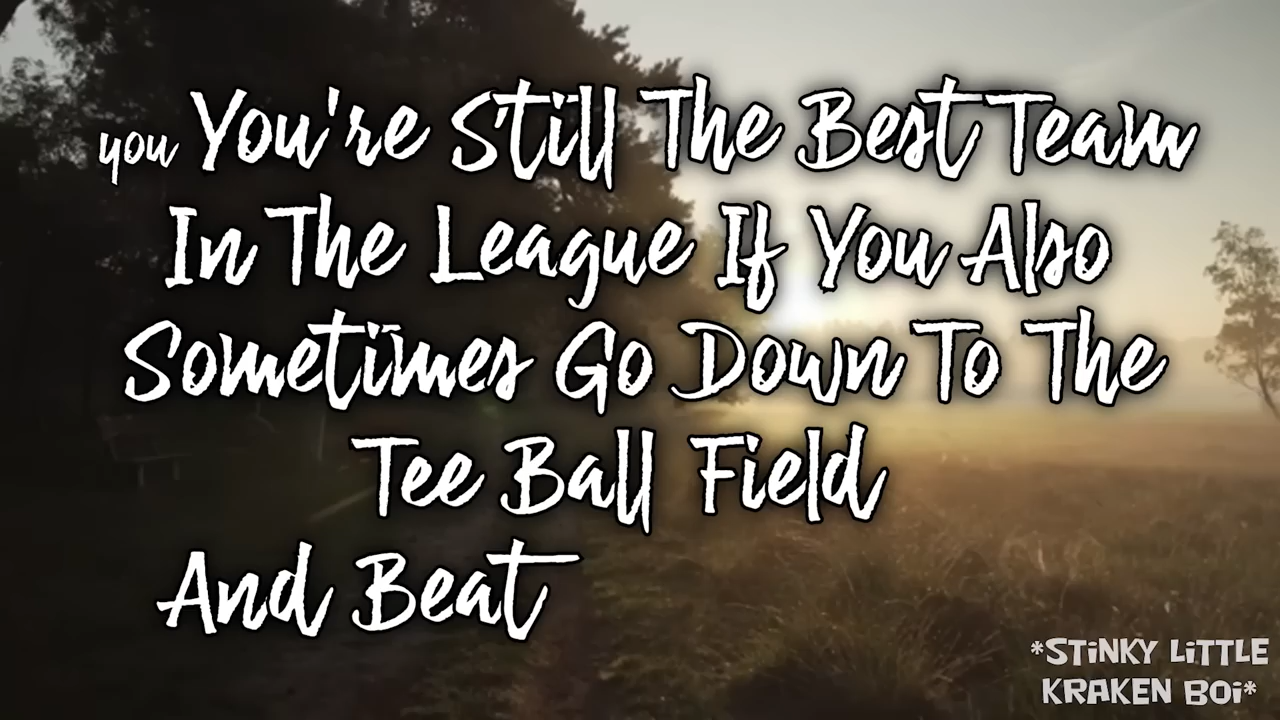 you You're Still The Best Team
In The League If You Also
Sometimes Go Down To The
Tee Ball Field
And Beat
*STINKY LITTLE
KRAKEN BOI*